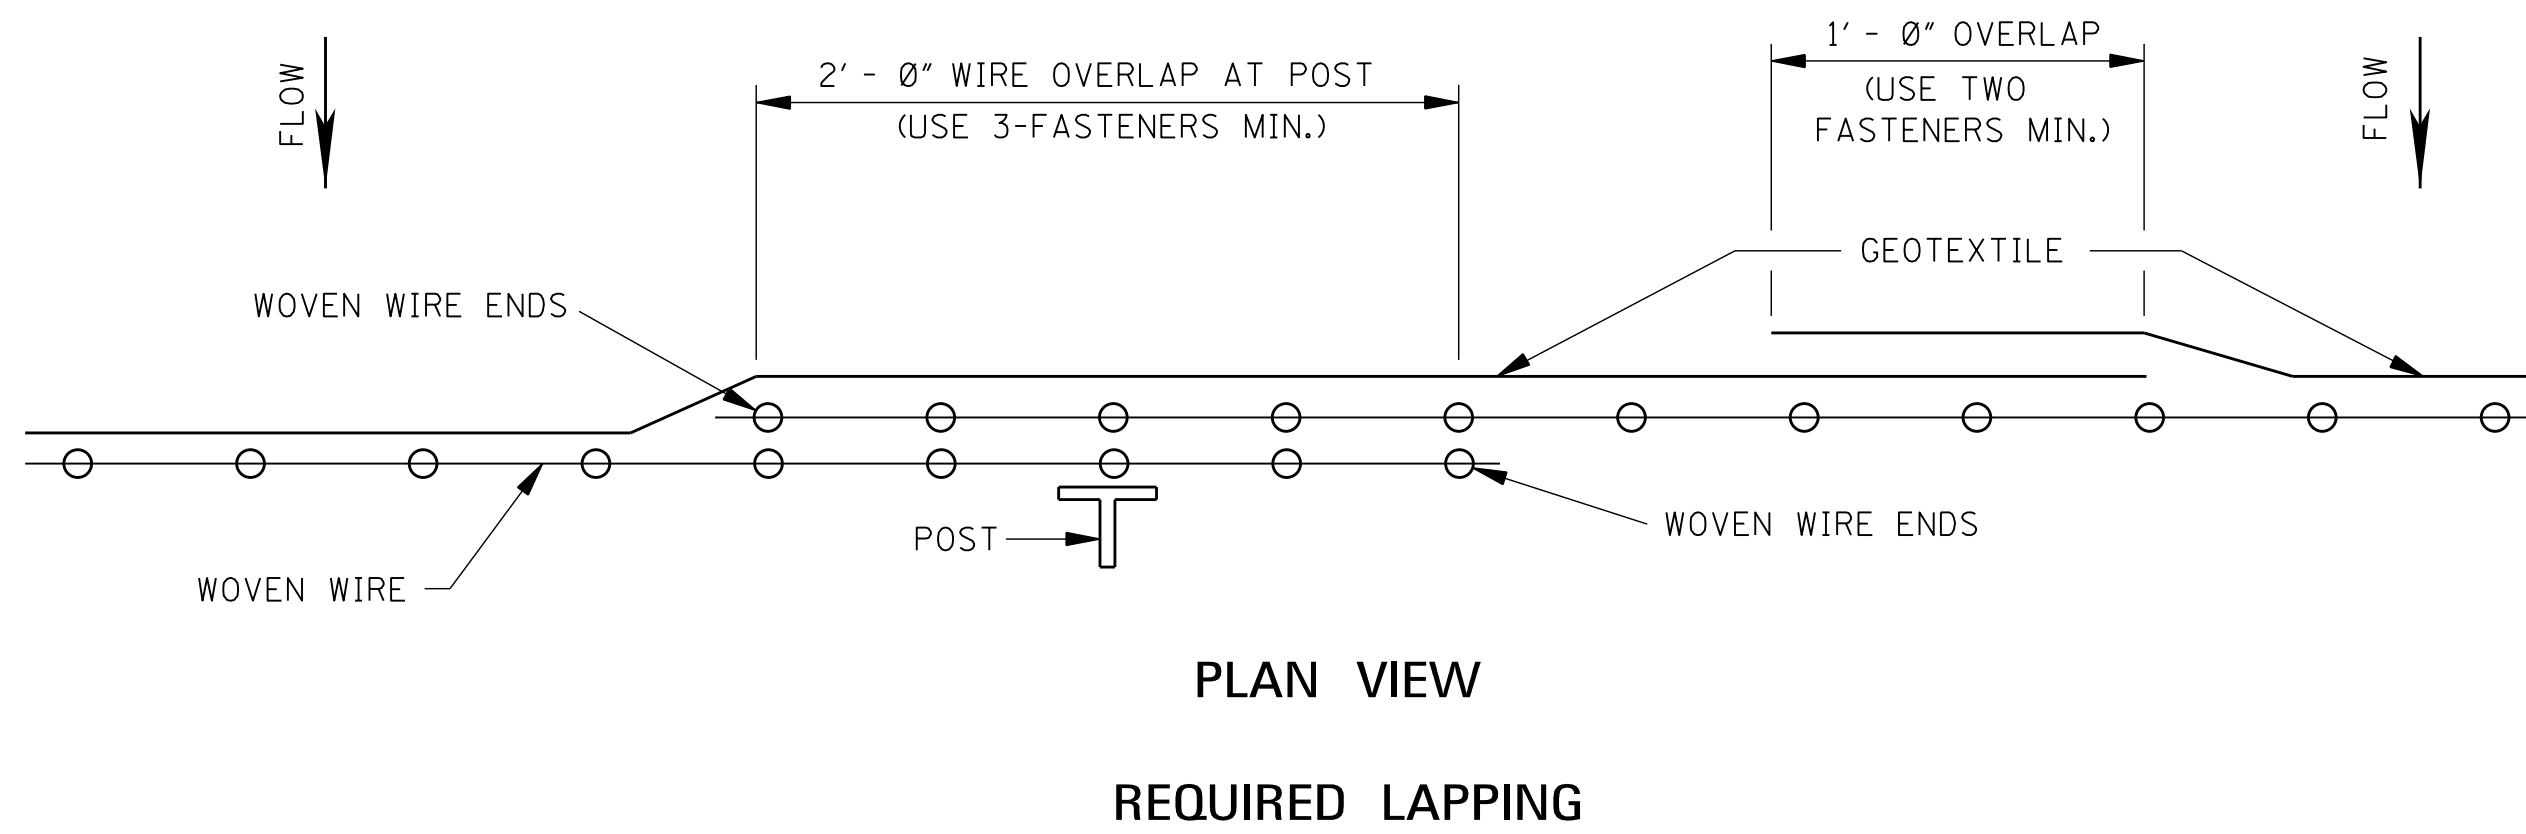 FLOW
2' - Ø" WIRE OVERLAP AT POST
(USE 3-FASTENERS MIN.)
1' - Ø" OVERLAP
(USE TWO
FASTENERS MIN.)
FLOW
GEOTEXTILE
WOVEN WIRE ENDS
POST
WOVEN WIRE ENDS
WOVEN WIRE
PLAN VIEW
REQUIRED LAPPING